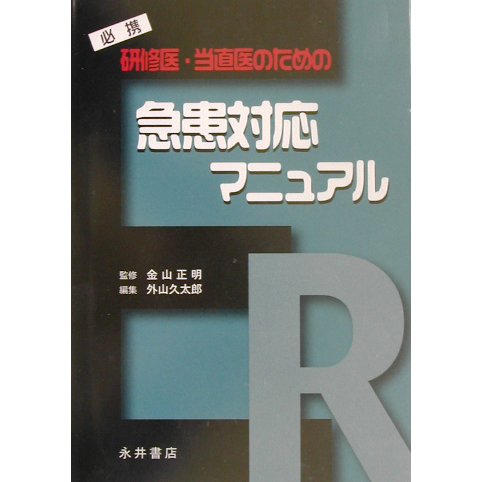 必携
研修医・当直医のための
急患対応
マニュアル
監修 金山正明
編集 外山久太郎
ER
永井書店